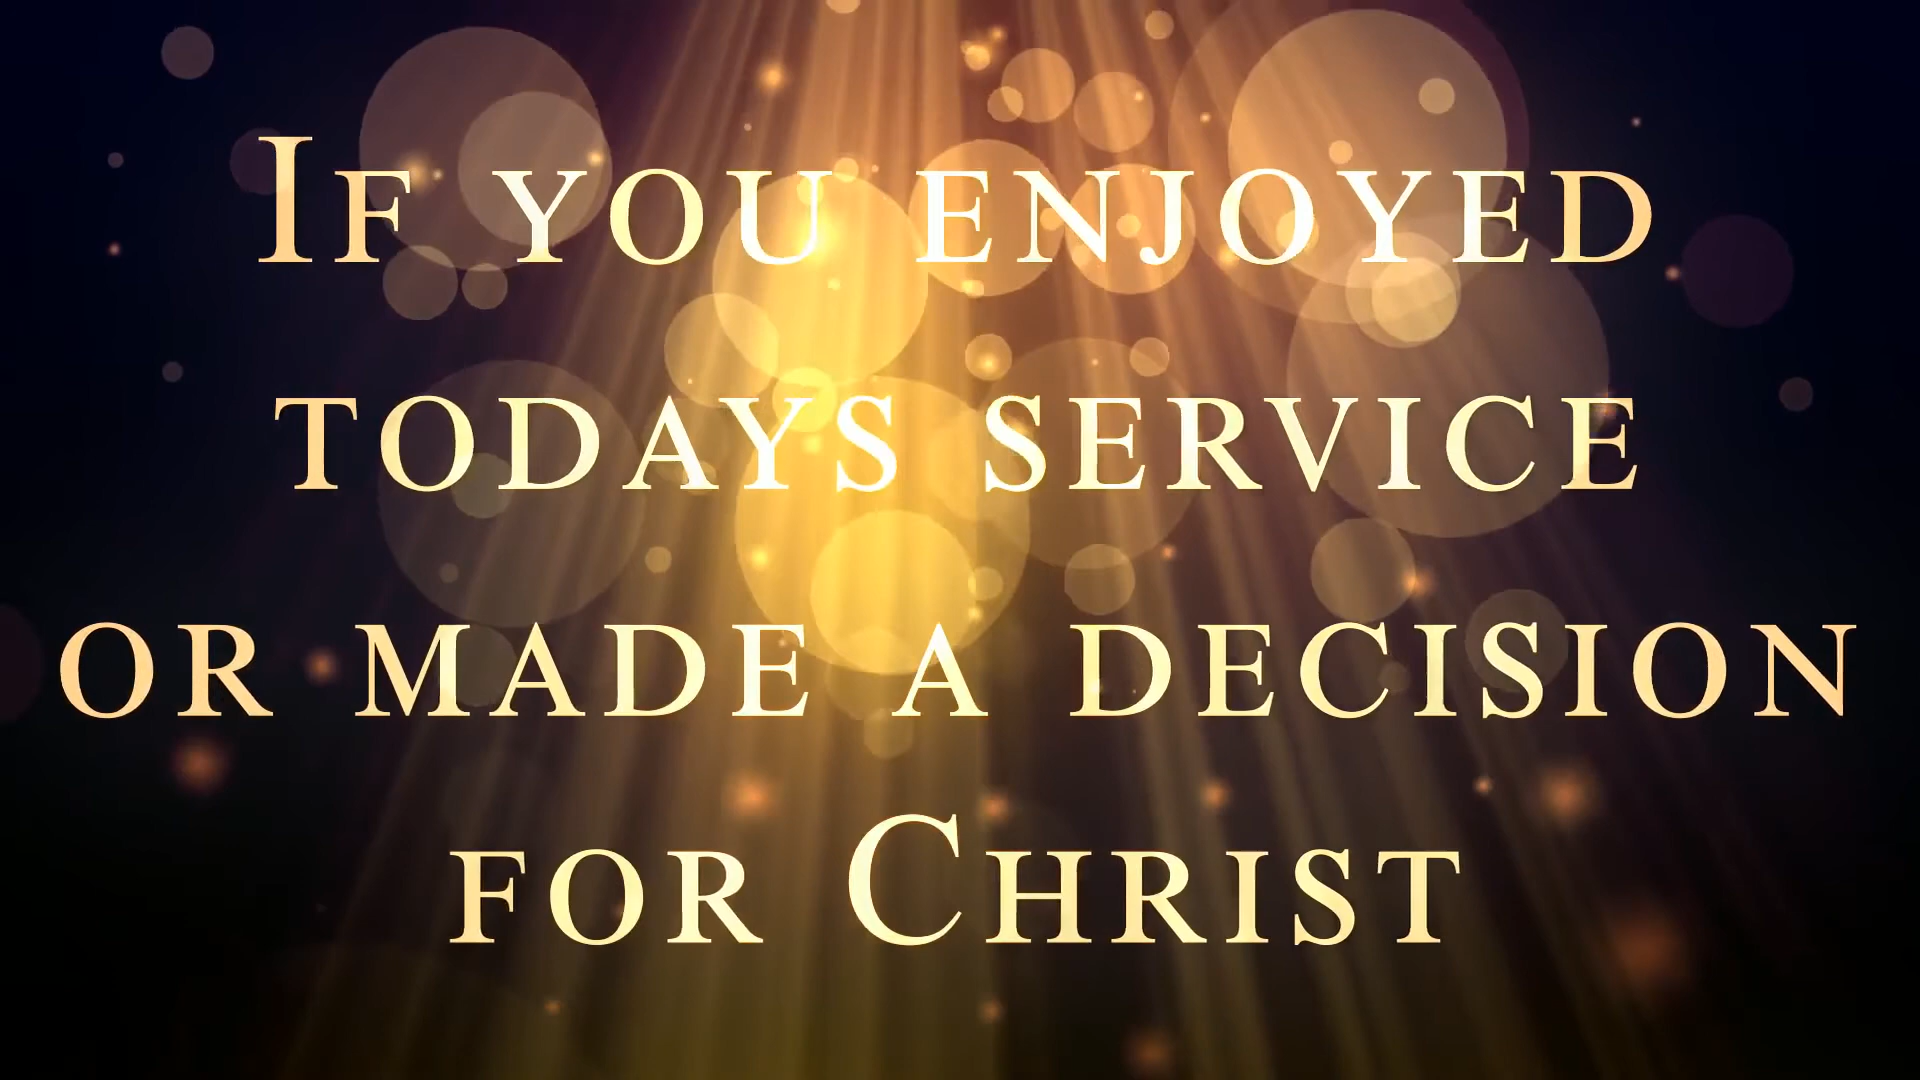 If you enjoyed
todays service
or made a decision
for Christ